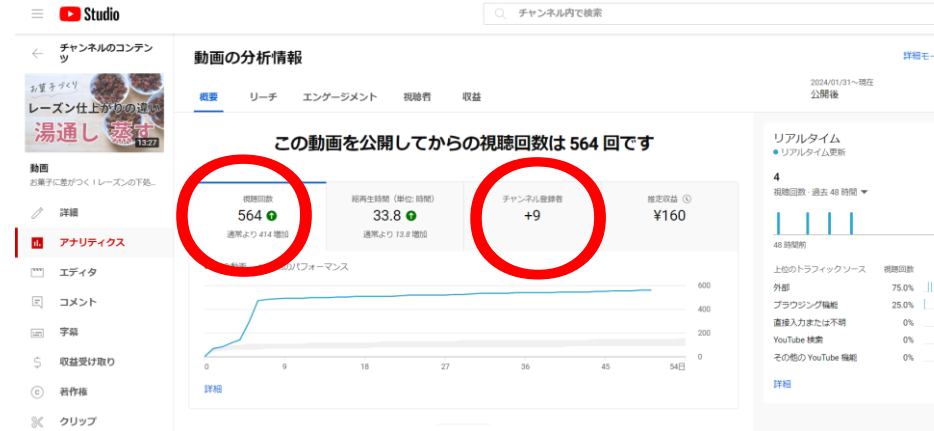 Studio
チャンネル内で検索
チャンネルのコンテン
ツ
お菓子づくり
レーズン仕上がりの違い
湯通し 蒸す
13:27
動画
お菓子に差がつく！レーズンの下処...
詳細
アナリティクス
エディタ
コメント
字幕
収益受け取り
著作権
クリップ
動画の分析情報
詳細モー
概要 リーチ エンゲージメント 視聴者 収益
2024/01/31～現在
公開後
この動画を公開してからの視聴回数は 564 回です
視聴回数
564
通常より 414 増加
総再生時間（単位: 時間）
33.8
通常より 13.8 増加
チャンネル登録者
+9
推定収益
¥160
のパフォーマンス
600
400
200
0
0 9 18 27 36 45 54日
詳細
リアルタイム
リアルタイム更新
4
視聴回数 · 過去 48 時間
48 時間前
上位のトラフィック ソース 視聴回数
外部 75.0%
ブラウジング機能 25.0%
直接入力または不明 0%
YouTube 検索 0%
その他の YouTube 機能 0%
詳細